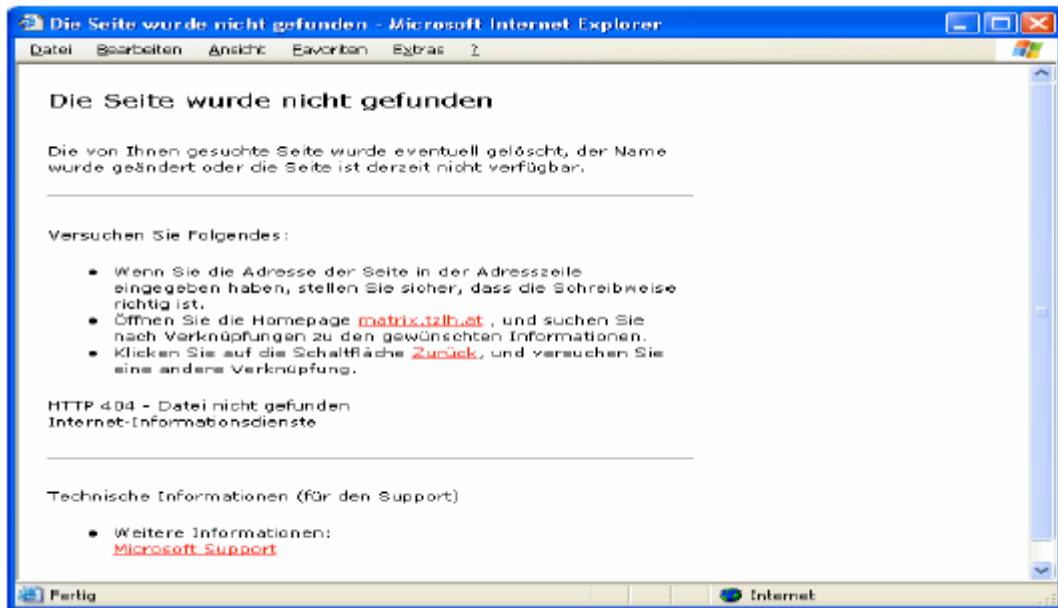 Die Seite wurde nicht gefunden - Microsoft Internet Explorer
Datei Bearbeiten Ansicht Favoriten Extras ?
Die Seite wurde nicht gefunden
Die von Ihnen gesuchte Seite wurde eventuell gelöscht, der Name
wurde geändert oder die Seite ist derzeit nicht verfügbar.
Versuchen Sie Folgendes:
• Wenn Sie die Adresse der Seite in der Adresszeile
eingegeben haben, stellen Sie sicher, dass die Schreibweise
richtig ist.
• Öffnen Sie die Homepage matrix.tzlh.at , und suchen Sie
nach Verknüpfungen zu den gewünschten Informationen.
• Klicken Sie auf die Schaltfläche Zurück, und versuchen Sie
eine andere Verknüpfung.
HTTP 404 - Datei nicht gefunden
Internet-Informationsdienste
Technische Informationen (für den Support)
• Weitere Informationen:
Microsoft Support
Fertig
Internet